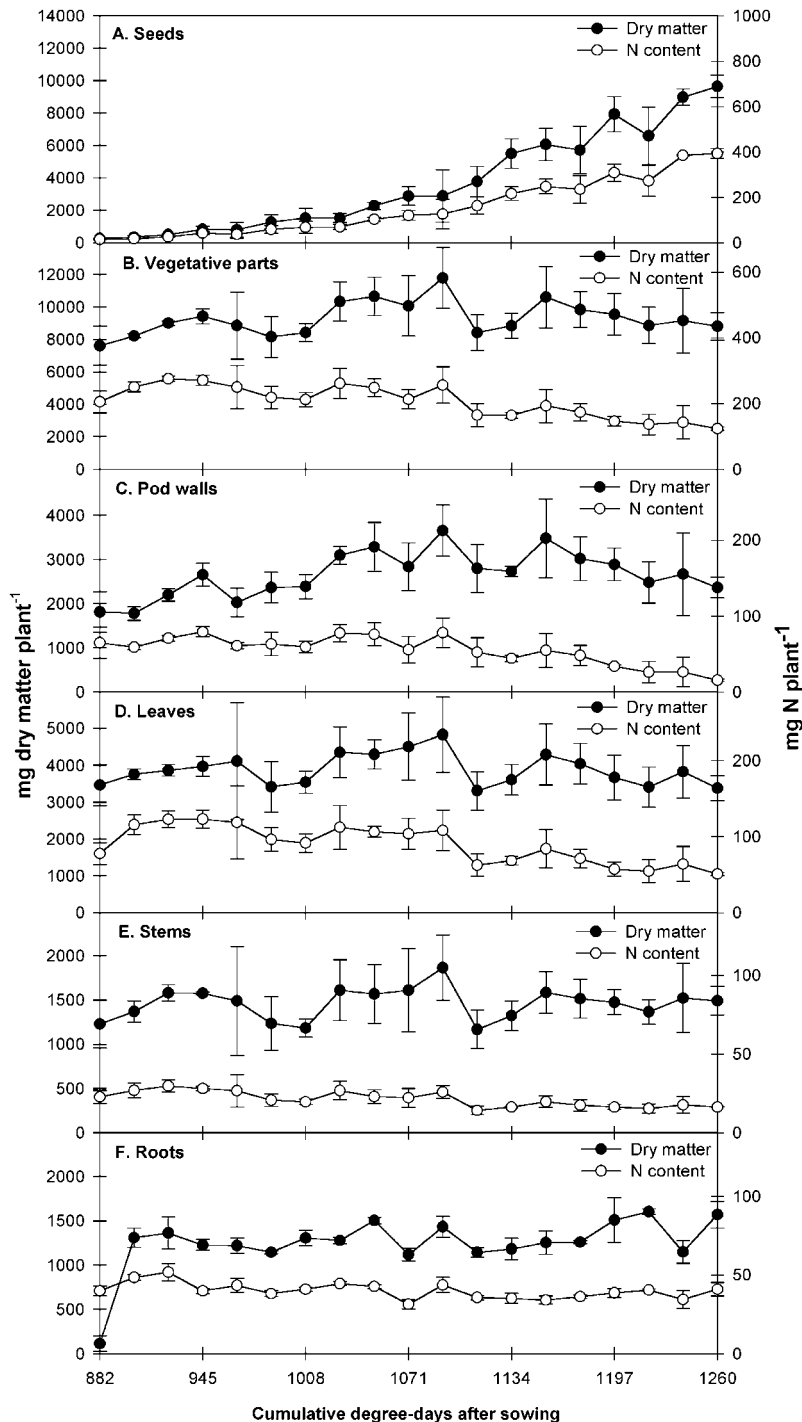 14000
12000
10000
8000
6000
4000
2000
0
A. Seeds
Dry matter
N content
1000
800
600
400
200
0
12000
10000
8000
6000
4000
2000
0
B. Vegetative parts
Dry matter
N content
600
400
200
0
4000
3000
2000
1000
0
C. Pod walls
Dry matter
N content
200
100
0
mg dry matter plant⁻¹
mg N plant⁻¹
5000
4000
3000
2000
1000
0
D. Leaves
Dry matter
N content
200
100
0
2000
1500
1000
500
0
E. Stems
Dry matter
N content
100
50
0
2000
1500
1000
500
0
F. Roots
Dry matter
N content
100
50
0
882 945 1008 1071 1134 1197 1260
Cumulative degree-days after sowing